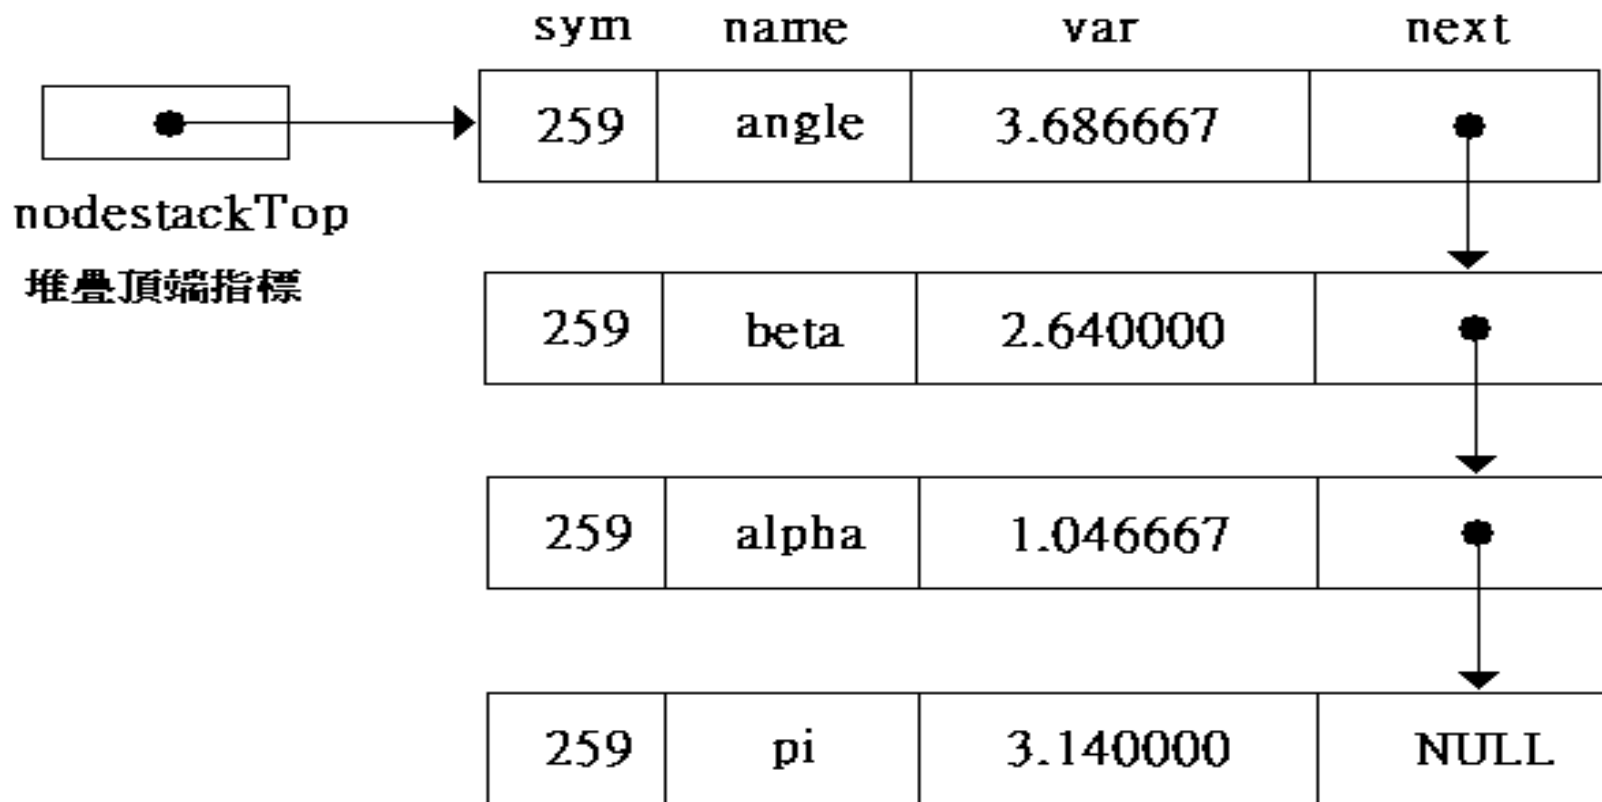 sym name var next
259 angle 3.686667
nodestackTop
堆疊頂端指標
259 beta 2.640000
259 alpha 1.046667
259 pi 3.140000 NULL